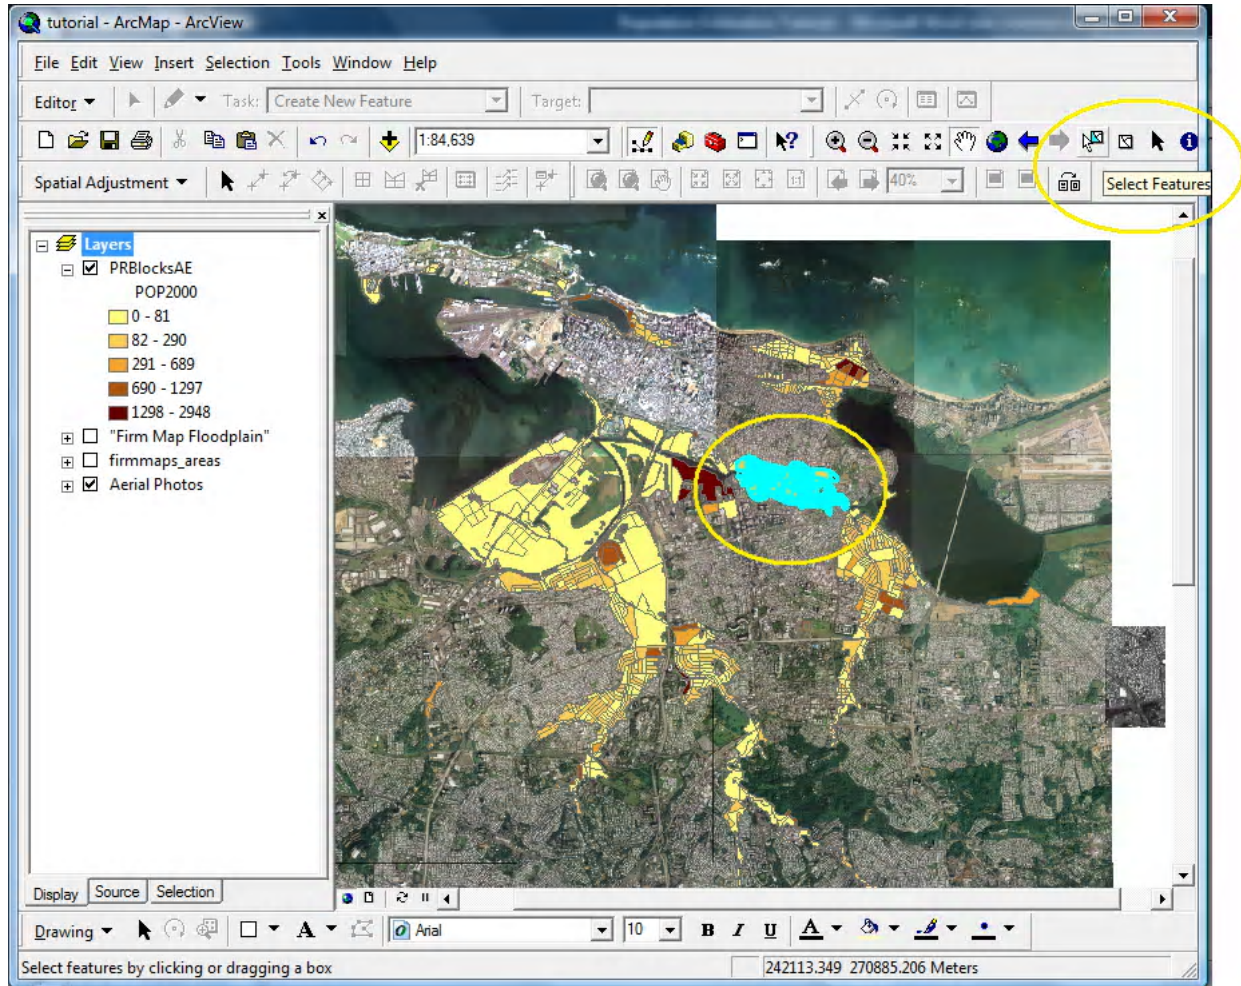 tutorial - ArcMap - ArcView
File Edit View Insert Selection Tools Window Help
Editor Task: Create New Feature Target:
1:84,639
Spatial Adjustment 1:1 40%
Select Features
Layers
PRBlocksAE
POP2000
0 - 81
82 - 290
291 - 689
690 - 1297
1298 - 2948
"Firm Map Floodplain"
firmmaps_areas
Aerial Photos
Display Source Selection
Drawing A Arial 10 B I U A
Select features by clicking or dragging a box 242113.349 270885.206 Meters